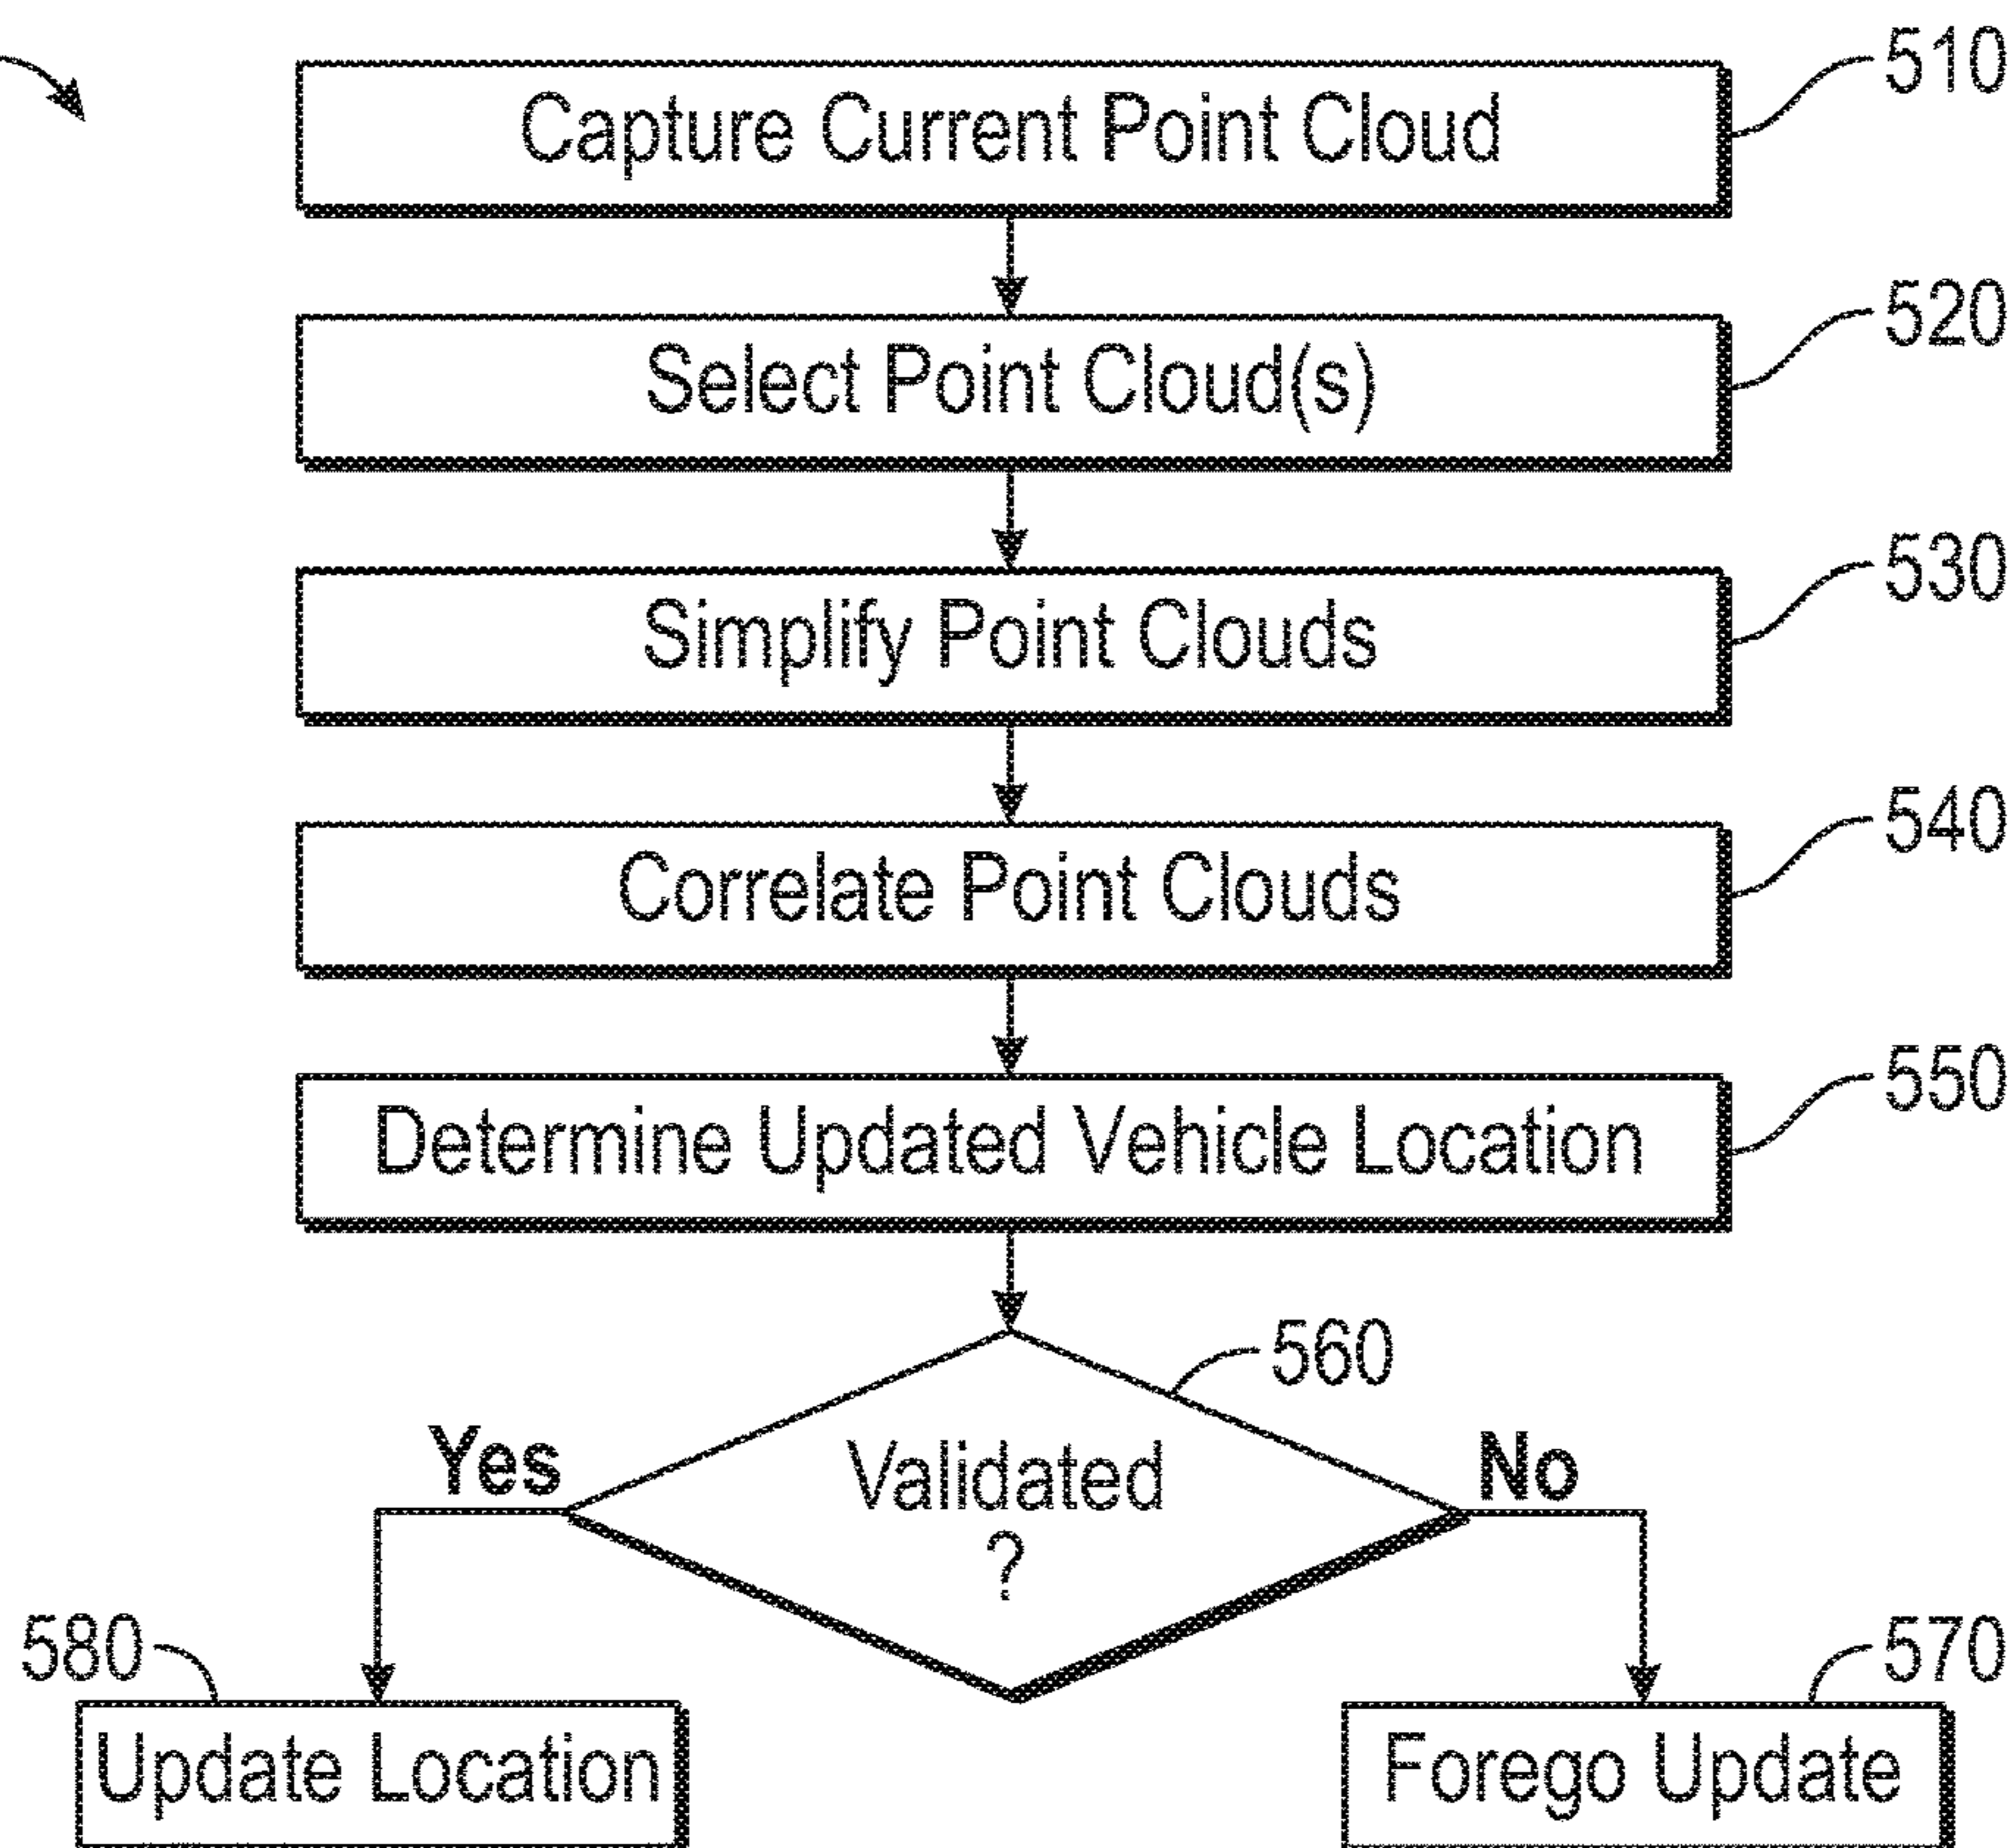 Capture Current Point Cloud
510
Select Point Cloud(s)
520
Simplify Point Clouds
530
Correlate Point Clouds
540
Determine Updated Vehicle Location
550
560
Yes
Validated
?
No
580
570
Update Location
Forego Update